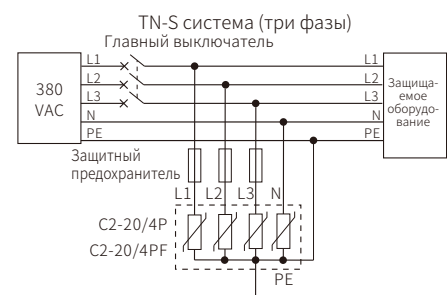 TN-S система (три фазы)
Главный выключатель
L1
L2
L3
N
PE
380
VAC
L1
L2
L3
N
PE
Защища-
емое
оборудо-
вание
Защитный
предохранитель
L1 L2 L3 N
C2-20/4P
C2-20/4PF
PE